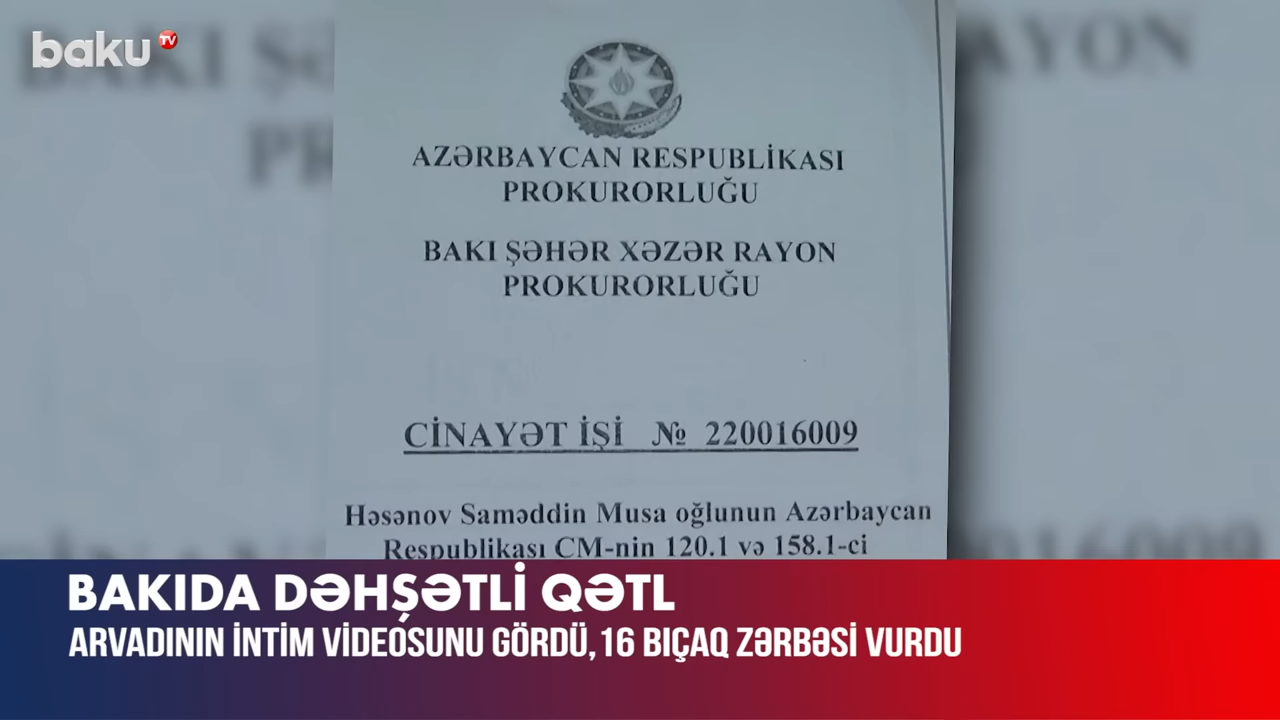 baku TV
AZƏRBAYCAN RESPUBLİKASI
PROKURORLUĞU
BAKI ŞƏHƏR XƏZƏR RAYON
PROKURORLUĞU
CİNAYƏT İŞİ № 220016009
Həsənov Saməddin Musa oğlunun Azərbaycan
Respublikası CM-nin 120.1 və 158.1-ci
BAKIDA DƏHŞƏTLİ QƏTL
ARVADININ İNTİM VİDEOSUNU GÖRDÜ, 16 BIÇAQ ZƏRBƏSİ VURDU